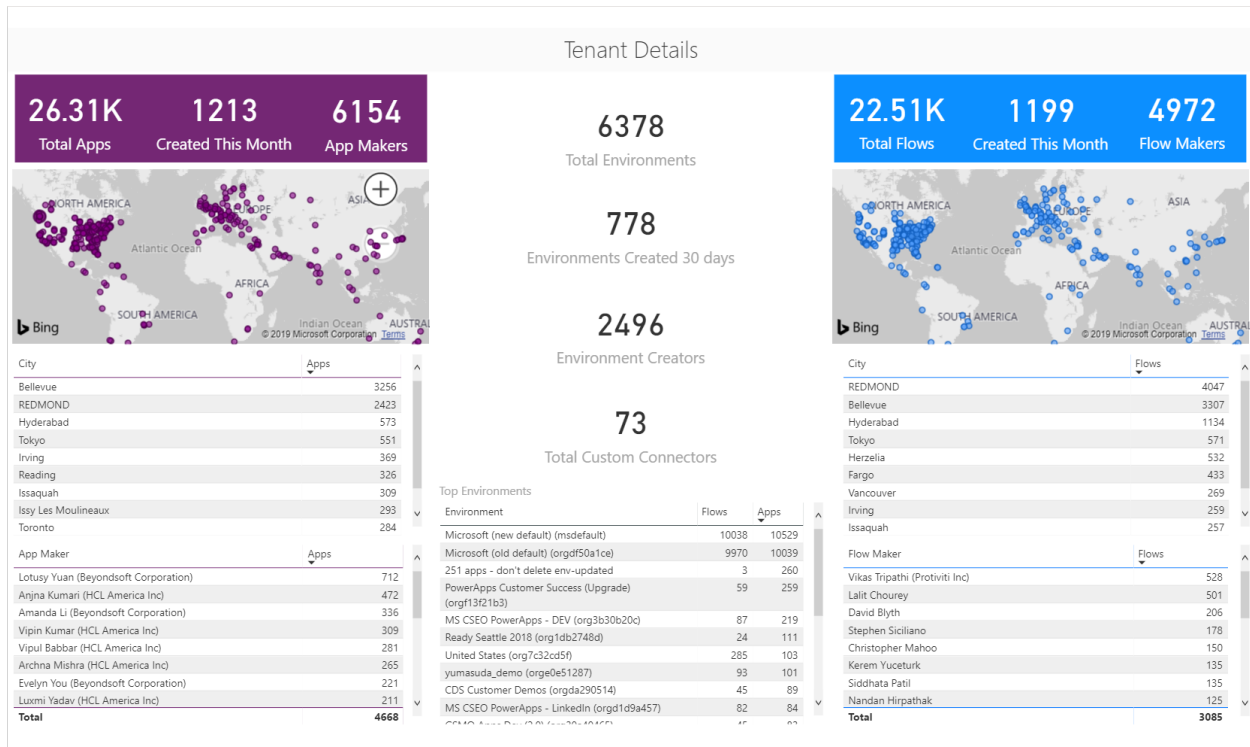 Tenant Details
26.31K
Total Apps
1213
Created This Month
6154
App Makers
NORTH AMERICA
EUROPE
ASIA
Atlantic Ocean
AFRICA
SOUTH AMERICA
Indian Ocean
AUSTRAL
Bing
© 2019 Microsoft Corporation Terms
City Apps
Bellevue 3256
REDMOND 2423
Hyderabad 573
Tokyo 551
Irving 369
Reading 326
Issaquah 309
Issy Les Moulineaux 293
Toronto 284
App Maker Apps
Lotusy Yuan (Beyondsoft Corporation) 712
Anjna Kumari (HCL America Inc) 472
Amanda Li (Beyondsoft Corporation) 336
Vipin Kumar (HCL America Inc) 309
Vipul Babbar (HCL America Inc) 281
Archna Mishra (HCL America Inc) 265
Evelyn You (Beyondsoft Corporation) 221
Luxmi Yadav (HCL America Inc) 211
Total 4668
6378
Total Environments
778
Environments Created 30 days
2496
Environment Creators
73
Total Custom Connectors
Top Environments
Environment Flows Apps
Microsoft (new default) (msdefault) 10038 10529
Microsoft (old default) (orgdf50a1ce) 9970 10039
251 apps - don't delete env-updated 3 260
PowerApps Customer Success (Upgrade) 59 259
(orgf13f21b3)
MS CSEO PowerApps - DEV (org3b30b20c) 87 219
Ready Seattle 2018 (org1db2748d) 24 111
United States (org7c32cd5f) 285 103
yumasuda_demo (orge0e51287) 93 101
CDS Customer Demos (orgda290514) 45 89
MS CSEO PowerApps - LinkedIn (orgd1d9a457) 82 84
22.51K
Total Flows
1199
Created This Month
4972
Flow Makers
NORTH AMERICA
EUROPE
ASIA
Atlantic Ocean
AFRICA
SOUTH AMERICA
Indian Ocean
AUSTRAL
Bing
© 2019 Microsoft Corporation Terms
City Flows
REDMOND 4047
Bellevue 3307
Hyderabad 1134
Tokyo 571
Herzelia 532
Fargo 433
Vancouver 269
Irving 259
Issaquah 257
Flow Maker Flows
Vikas Tripathi (Protiviti Inc) 528
Lalit Chourey 501
David Blyth 206
Stephen Siciliano 178
Christopher Mahoo 150
Kerem Yuceturk 135
Siddhata Patil 135
Nandan Hirpathak 125
Total 3085